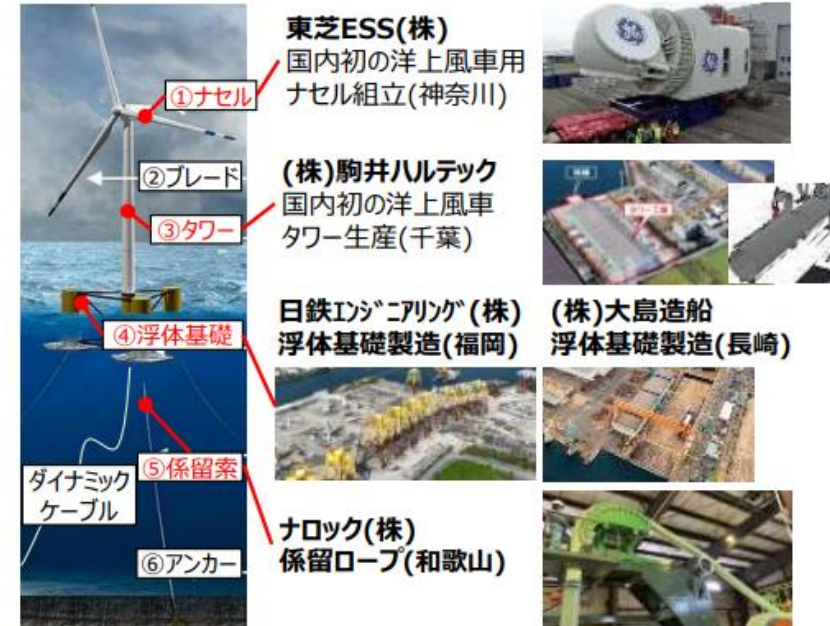 ①ナセル
②ブレード
③タワー
④浮体基礎
⑤係留索
ダイナミック
ケーブル
⑥アンカー
東芝ESS(株)
国内初の洋上風車用
ナセル組立(神奈川)
(株)駒井ハルテック
国内初の洋上風車
タワー生産(千葉)
日鉄エンジニアリング(株)
浮体基礎製造(福岡)
(株)大島造船
浮体基礎製造(長崎)
ナロック(株)
係留ロープ(和歌山)